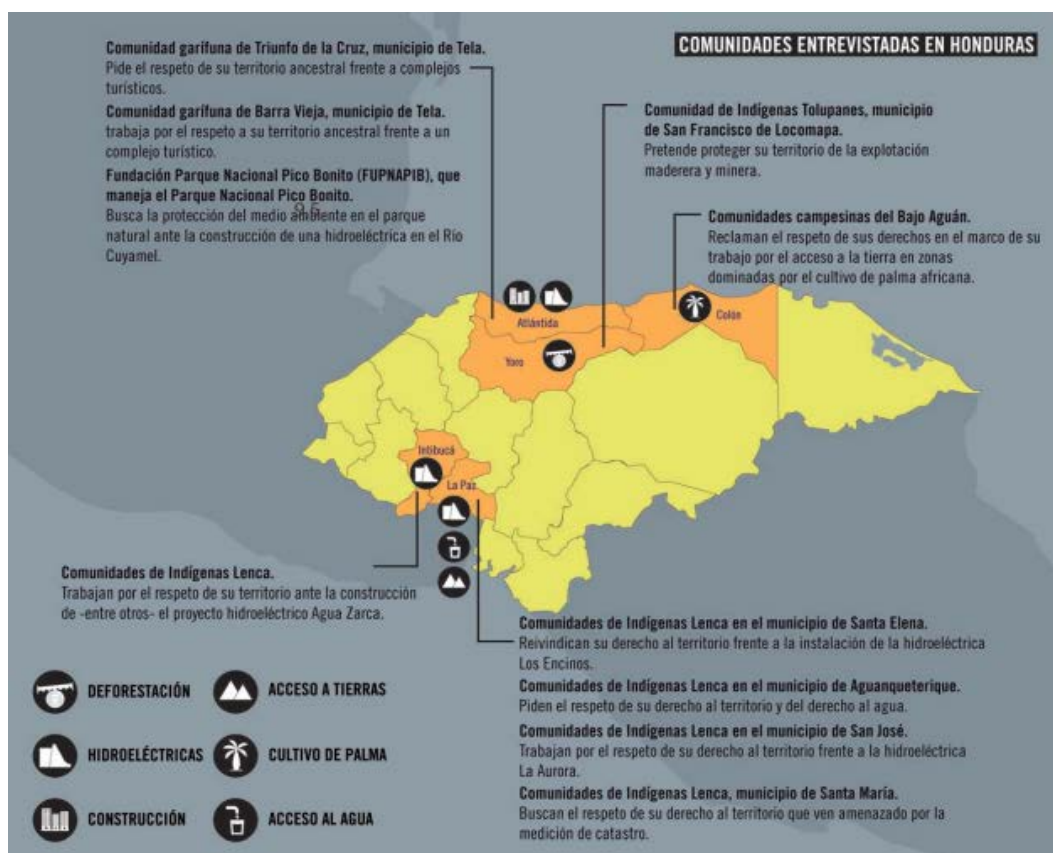 COMUNIDADES ENTREVISTADAS EN HONDURAS
Comunidad garífuna de Triunfo de la Cruz, municipio de Tela.
Pide el respeto de su territorio ancestral frente a complejos
turísticos.
Comunidad garífuna de Barra Vieja, municipio de Tela.
trabaja por el respeto a su territorio ancestral frente a un
complejo turístico.
Fundación Parque Nacional Pico Bonito (FUPNAPIB), que
maneja el Parque Nacional Pico Bonito.
Busca la protección del medio ambiente en el parque
natural ante la construcción de una hidroeléctrica en el Río
Cuyamel.
Comunidad de Indígenas Tolupanes, municipio
de San Francisco de Locomapa.
Pretende proteger su territorio de la explotación
maderera y minera.
Comunidades campesinas del Bajo Aguán.
Reclaman el respeto de sus derechos en el marco de su
trabajo por el acceso a la tierra en zonas
dominadas por el cultivo de palma africana.
Atlántida
Colón
Yoro
Intibucá
La Paz
Comunidades de Indígenas Lenca.
Trabajan por el respeto de su territorio ante la construcción
de -entre otros- el proyecto hidroeléctrico Agua Zarca.
Comunidades de Indígenas Lenca en el municipio de Santa Elena.
Reivindican su derecho al territorio frente a la instalación de la hidroeléctrica
Los Encinos.
Comunidades de Indígenas Lenca en el municipio de Aguanqueterique.
Piden el respeto de su derecho al territorio y del derecho al agua.
Comunidades de Indígenas Lenca en el municipio de San José.
Trabajan por el respeto de su derecho al territorio frente a la hidroeléctrica
La Aurora.
Comunidades de Indígenas Lenca, municipio de Santa María.
Buscan el respeto de su derecho al territorio que ven amenazado por la
medición de catastro.
DEFORESTACIÓN
ACCESO A TIERRAS
HIDROELÉCTRICAS
CULTIVO DE PALMA
CONSTRUCCIÓN
ACCESO AL AGUA